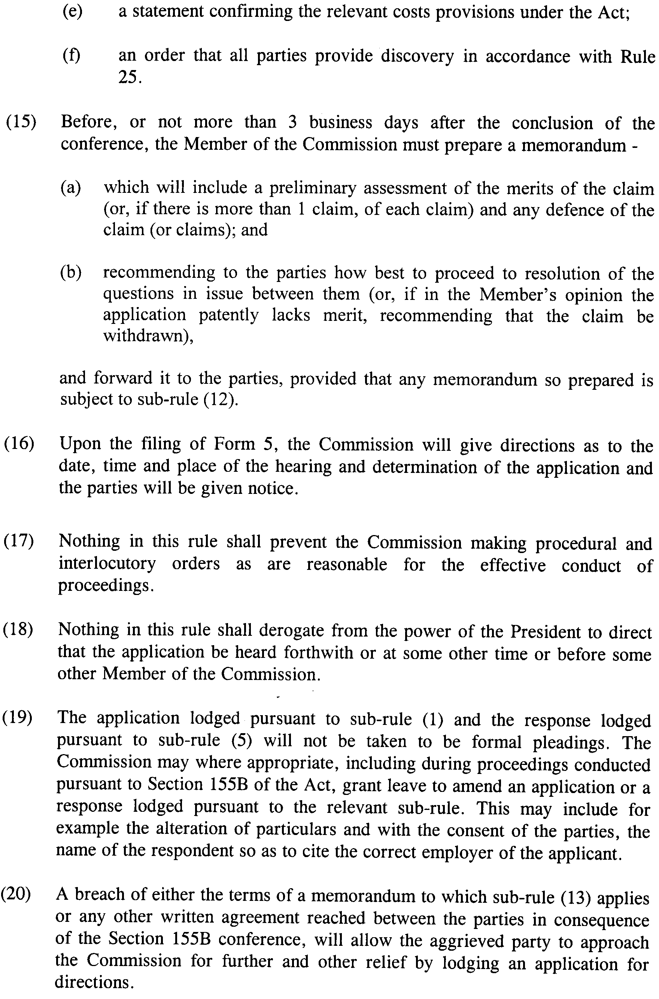 (e) a statement confirming the relevant costs provisions under the Act;
(f) an order that all parties provide discovery in accordance with Rule
25.
(15) Before, or not more than 3 business days after the conclusion of the
conference, the Member of the Commission must prepare a memorandum -
(a) which will include a preliminary assessment of the merits of the claim
(or, if there is more than 1 claim, of each claim) and any defence of the
claim (or claims); and
(b) recommending to the parties how best to proceed to resolution of the
questions in issue between them (or, if in the Member's opinion the
application patently lacks merit, recommending that the claim be
withdrawn),
and forward it to the parties, provided that any memorandum so prepared is
subject to sub-rule (12).
(16) Upon the filing of Form 5, the Commission will give directions as to the
date, time and place of the hearing and determination of the application and
the parties will be given notice.
(17) Nothing in this rule shall prevent the Commission making procedural and
interlocutory orders as are reasonable for the effective conduct of
proceedings.
(18) Nothing in this rule shall derogate from the power of the President to direct
that the application be heard forthwith or at some other time or before some
other Member of the Commission.
(19) The application lodged pursuant to sub-rule (1) and the response lodged
pursuant to sub-rule (5) will not be taken to be formal pleadings. The
Commission may where appropriate, including during proceedings conducted
pursuant to Section 155B of the Act, grant leave to amend an application or a
response lodged pursuant to the relevant sub-rule. This may include for
example the alteration of particulars and with the consent of the parties, the
name of the respondent so as to cite the correct employer of the applicant.
(20) A breach of either the terms of a memorandum to which sub-rule (13) applies
or any other written agreement reached between the parties in consequence
of the Section 155B conference, will allow the aggrieved party to approach
the Commission for further and other relief by lodging an application for
directions.